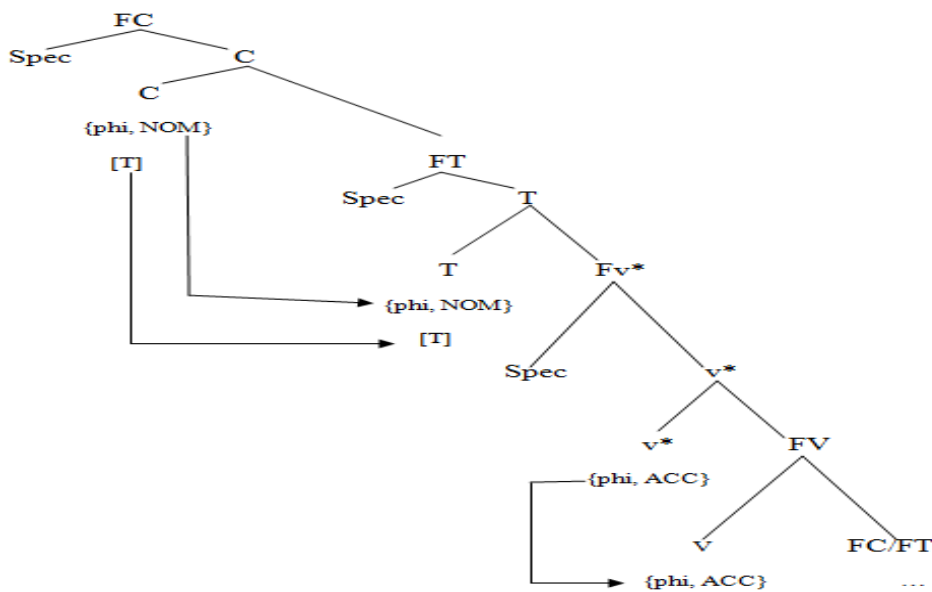 FC
Spec C
C
{phi, NOM}
[T] FT
Spec T
T Fv*
{phi, NOM}
[T]
Spec v*
v* FV
{phi, ACC}
V FC/FT
{phi, ACC} ...